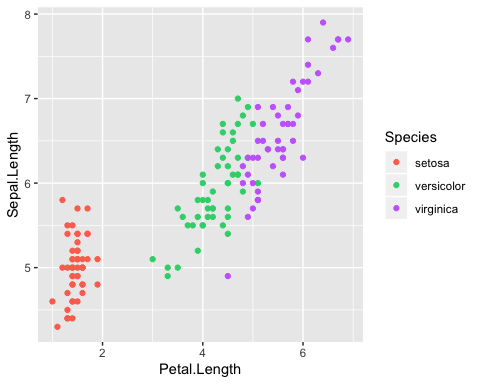 8
7
6
5
Sepal.Length
2 4 6
Petal.Length
Species
setosa
versicolor
virginica